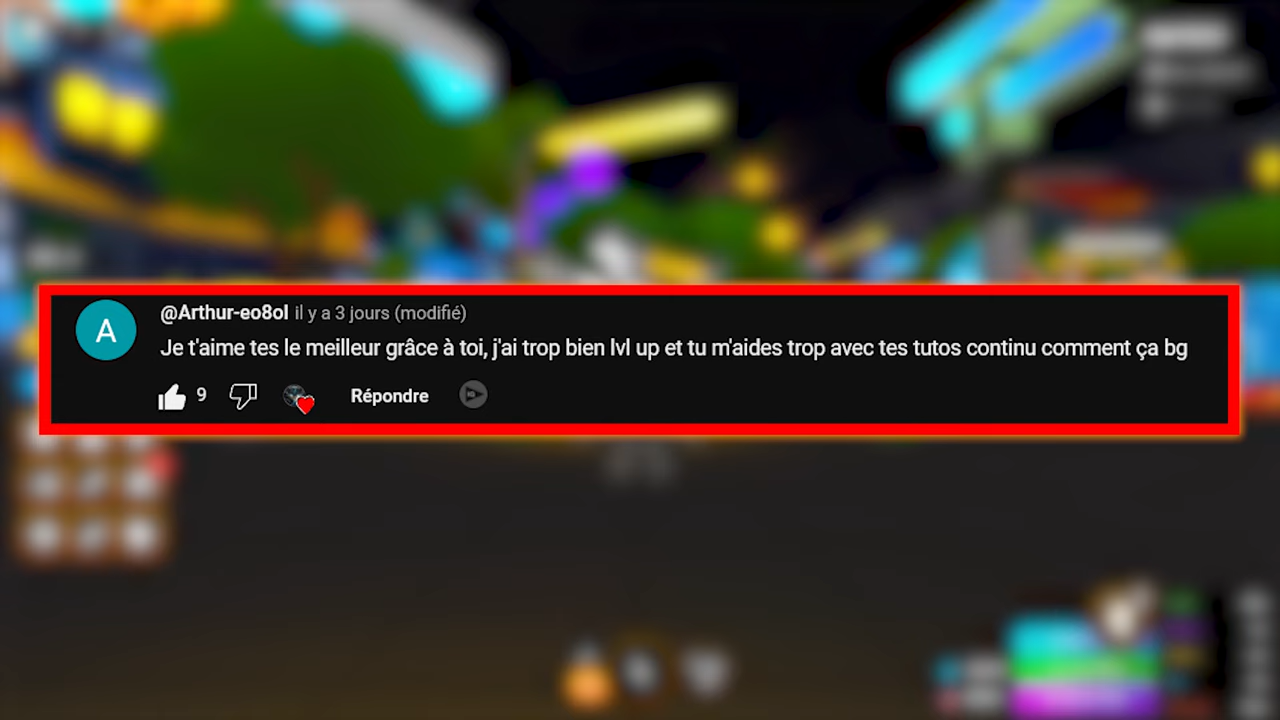 A
@Arthur-eo8ol il y a 3 jours (modifié)
Je t'aime tes le meilleur grâce à toi, j'ai trop bien lvl up et tu m'aides trop avec tes tutos continu comment ça bg
9 Répondre